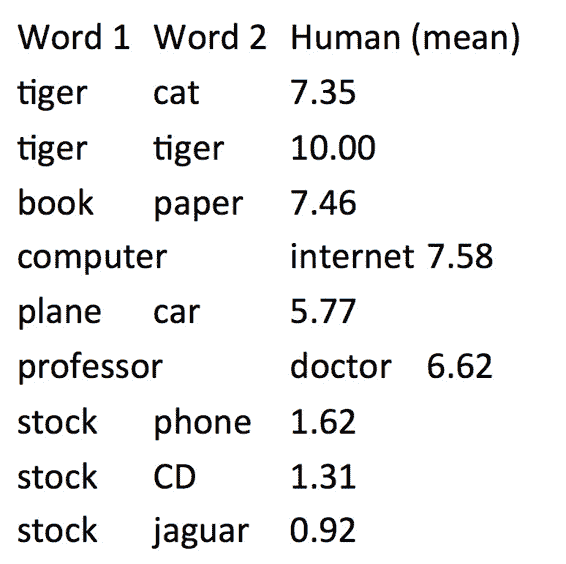 Word 1 Word 2 Human (mean)
tiger cat 7.35
tiger tiger 10.00
book paper 7.46
computer internet 7.58
plane car 5.77
professor doctor 6.62
stock phone 1.62
stock CD 1.31
stock jaguar 0.92